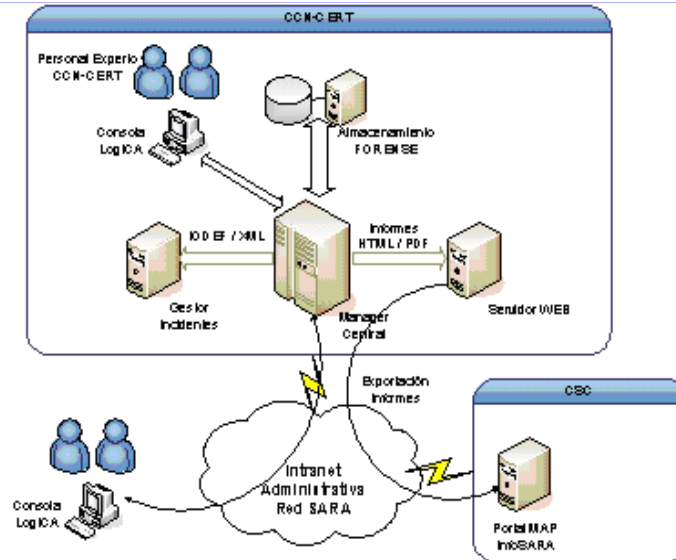 CCN-CERT
Personal Experto
CCN-CERT
Consola
LogICA
Almacenamiento
FORENSE
IODEF / XML
Informes
HTML / PDF
Gestor
Incidentes
Manager
Central
Servidor WEB
Exportación
Informes
CSC
Intranet
Administrativa
Red SARA
Consola
LogICA
Portal MAP
InfoSARA